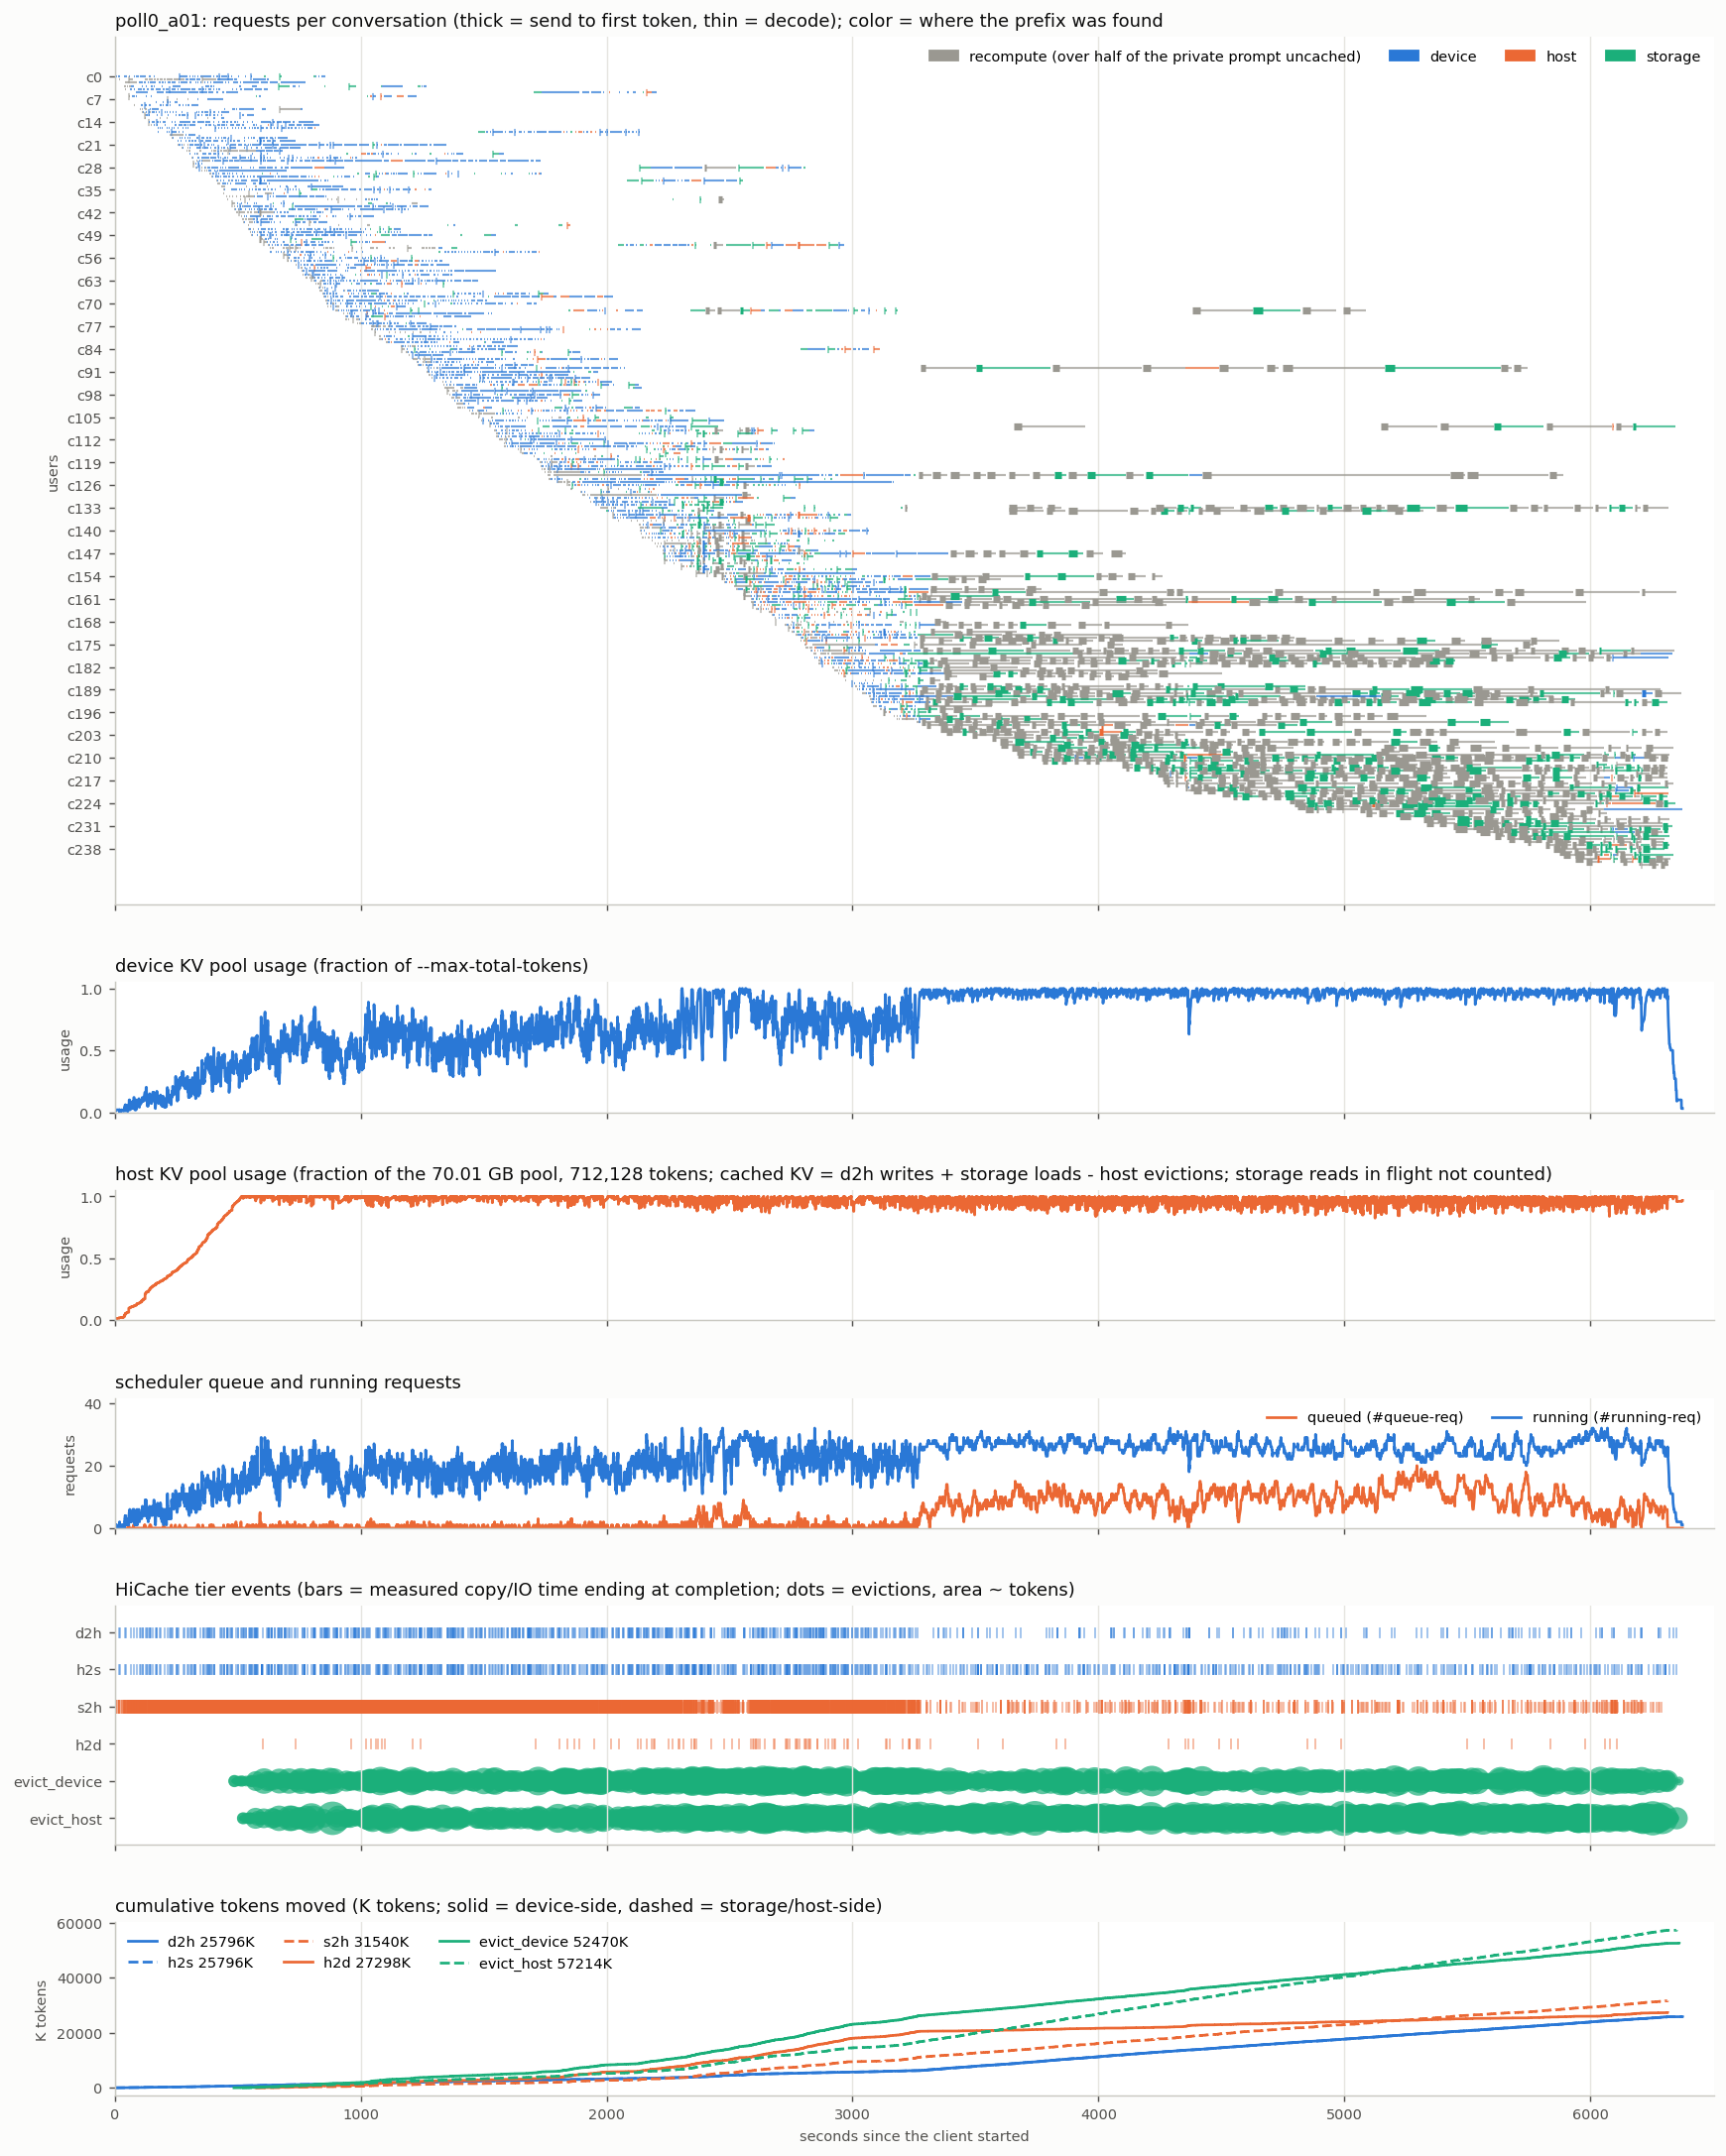 poll0_a01: requests per conversation (thick = send to first token, thin = decode); color = where the prefix was found
recompute (over half of the private prompt uncached)
device
host
storage
users
c0
c7
c14
c21
c28
c35
c42
c49
c56
c63
c70
c77
c84
c91
c98
c105
c112
c119
c126
c133
c140
c147
c154
c161
c168
c175
c182
c189
c196
c203
c210
c217
c224
c231
c238
device KV pool usage (fraction of --max-total-tokens)
usage
1.0
0.5
0.0
host KV pool usage (fraction of the 70.01 GB pool, 712,128 tokens; cached KV = d2h writes + storage loads - host evictions; storage reads in flight not counted)
usage
1.0
0.5
0.0
scheduler queue and running requests
requests
40
20
0
queued (#queue-req)
running (#running-req)
HiCache tier events (bars = measured copy/IO time ending at completion; dots = evictions, area ~ tokens)
d2h
h2s
s2h
h2d
evict_device
evict_host
cumulative tokens moved (K tokens; solid = device-side, dashed = storage/host-side)
K tokens
60000
40000
20000
0
d2h 25796K
h2s 25796K
s2h 31540K
h2d 27298K
evict_device 52470K
evict_host 57214K
0
1000
2000
3000
4000
5000
6000
seconds since the client started